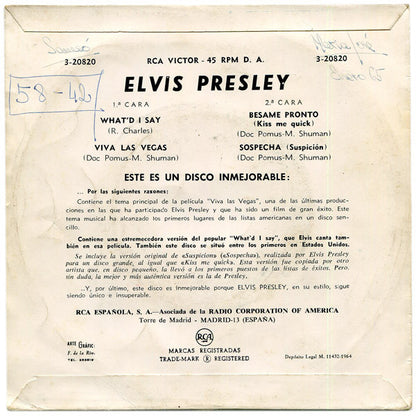 3-20820
RCA VICTOR - 45 RPM D. A.
3-20820
58-42
ELVIS PRESLEY
1.ª CARA
WHAT'D I SAY
(R. Charles)
VIVA LAS VEGAS
(Doc Pomus-M. Shuman)
2.ª CARA
BESAME PRONTO
(Kiss me quick)
(Doc Pomus-M. Shuman)
SOSPECHA (Suspición)
(Doc Pomus-M. Shuman)
ESTE ES UN DISCO INMEJORABLE:
... Por las siguientes razones:
Contiene el tema principal de la película "Viva las Vegas", una de las últimas producciones
en las que ha participado Elvis Presley y que ha sido un film de gran éxito. Este
tema musical ha alcanzado los primeros lugares de las listas americanas en un disco sencillo.
Contiene una estremecedora versión del popular "What'd I say", que Elvis canta también
en esa película. También este disco se situó entre los primeros en Estados Unidos.
Se incluye la versión original de «Suspicion» («Sospecha»), realizada por Elvis Presley
para un disco grande, al igual que «Kiss me quick». Esta versión fue copiada por otro
artista que, en disco pequeño, la llevó a los primeros puestos de las listas de éxitos. Pero,
sin duda, la mejor y más auténtica versión es la de Elvis Presley.
...Y, por último, este disco es Inmejorable porque ELVIS PRESLEY, en su estilo, sigue
siendo único e insuperable.
RCA ESPAÑOLA, S. A.—Asociada de la RADIO CORPORATION OF AMERICA
Torre de Madrid - MADRID-13 (ESPAÑA)
RCA
ARTE Gráfic:
F. de la Rin.
MARCAS REGISTRADAS
TRADE-MARK ® REGISTERED
Depósito Legal M. 11432-1964